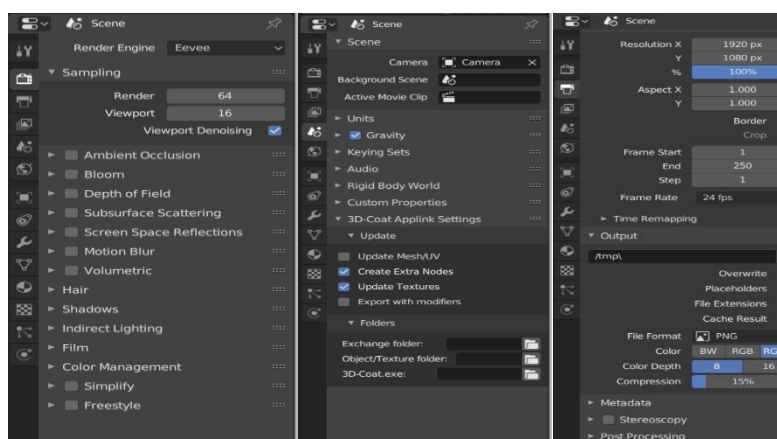 Scene
Render Engine Eevee
Sampling
Render 64
Viewport 16
Viewport Denoising
Ambient Occlusion
Bloom
Depth of Field
Subsurface Scattering
Screen Space Reflections
Motion Blur
Volumetric
Hair
Shadows
Indirect Lighting
Film
Color Management
Simplify
Freestyle
Scene
Scene
Camera Camera
Background Scene
Active Movie Clip
Units
Gravity
Keying Sets
Audio
Rigid Body World
Custom Properties
3D-Coat Applink Settings
Update
Update Mesh/UV
Create Extra Nodes
Update Textures
Export with modifiers
Folders
Exchange folder:
Object/Texture folder:
3D-Coat.exe:
Scene
Resolution X 1920 px
Y 1080 px
% 100%
Aspect X 1.000
Y 1.000
Border
Crop
Frame Start 1
End 250
Step 1
Frame Rate 24 fps
Time Remapping
Output
/tmp\
Overwrite
Placeholders
File Extensions
Cache Result
File Format PNG
Color BW RGB RG
Color Depth 8 16
Compression 15%
Metadata
Stereoscopy
Post Processing